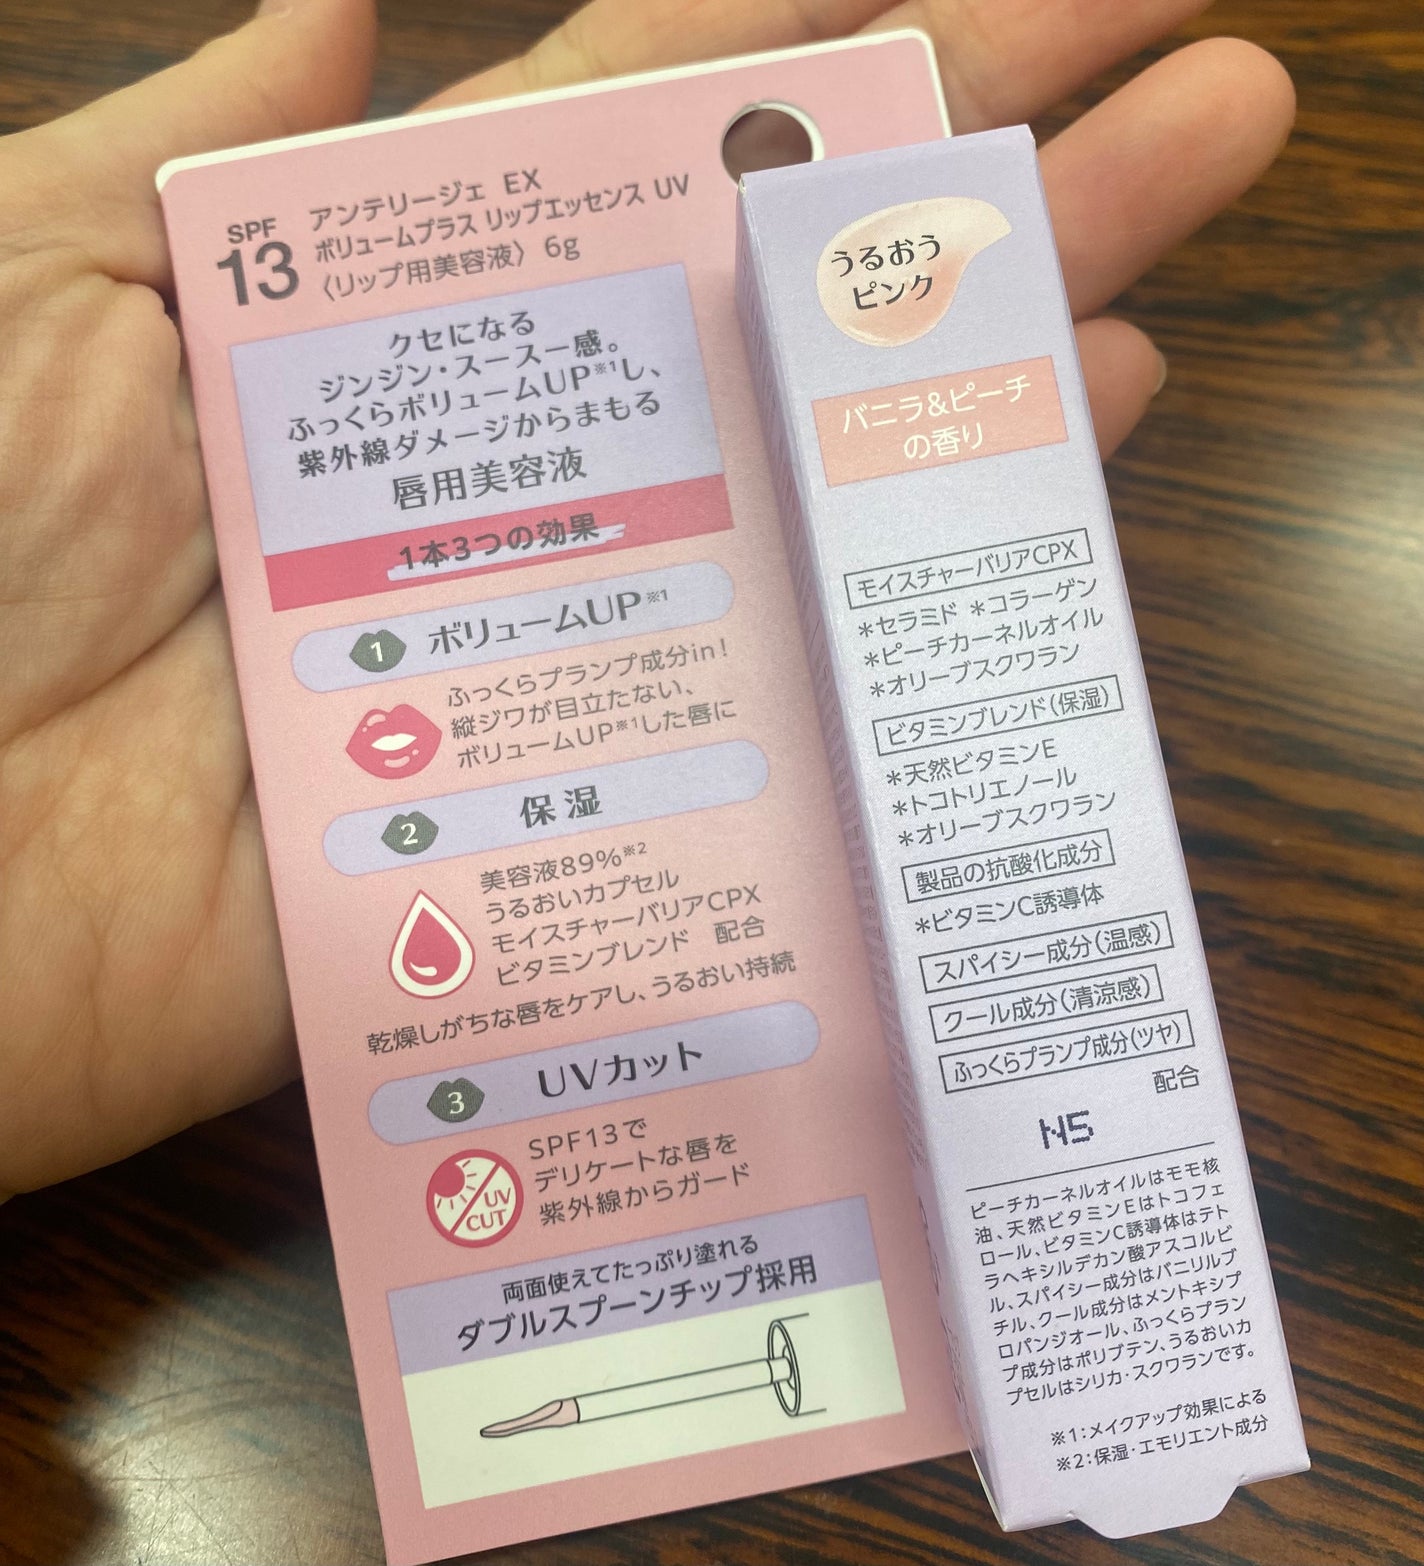 SPF
13
アンテリージェ EX
ボリュームプラス リップエッセンス UV
〈リップ用美容液〉 6g
クセになる
ジンジン・スースー感。
ふっくらボリュームUP※1し、
紫外線ダメージからまもる
唇用美容液
1本3つの効果
1 ボリュームUP※1
ふっくらプランプ成分in！
縦ジワが目立たない、
ボリュームUP※1した唇に
2 保湿
美容液89%※2
うるおいカプセル
モイスチャーバリアCPX
ビタミンブレンド 配合
乾燥しがちな唇をケアし、うるおい持続
3 UVカット
UV
CUT
SPF13で
デリケートな唇を
紫外線からガード
両面使えてたっぷり塗れる
ダブルスプーンチップ採用
うるおう
ピンク
バニラ&ピーチ
の香り
モイスチャーバリアCPX
＊セラミド ＊コラーゲン
＊ピーチカーネルオイル
＊オリーブスクワラン
ビタミンブレンド(保湿)
＊天然ビタミンE
＊トコトリエノール
＊オリーブスクワラン
製品の抗酸化成分
＊ビタミンC誘導体
スパイシー成分(温感)
クール成分(清涼感)
ふっくらプランプ成分(ツヤ)
配合
N5
ピーチカーネルオイルはモモ核
油、天然ビタミンEはトコフェ
ロール、ビタミンC誘導体はテト
ラヘキシルデカン酸アスコルビ
ル、スパイシー成分はバニリルブ
チル、クール成分はメントキシプ
ロパンジオール、ふっくらプラン
プ成分はポリブテン、うるおいカ
プセルはシリカ・スクワランです。
※1：メイクアップ効果による
※2：保湿・エモリエント成分